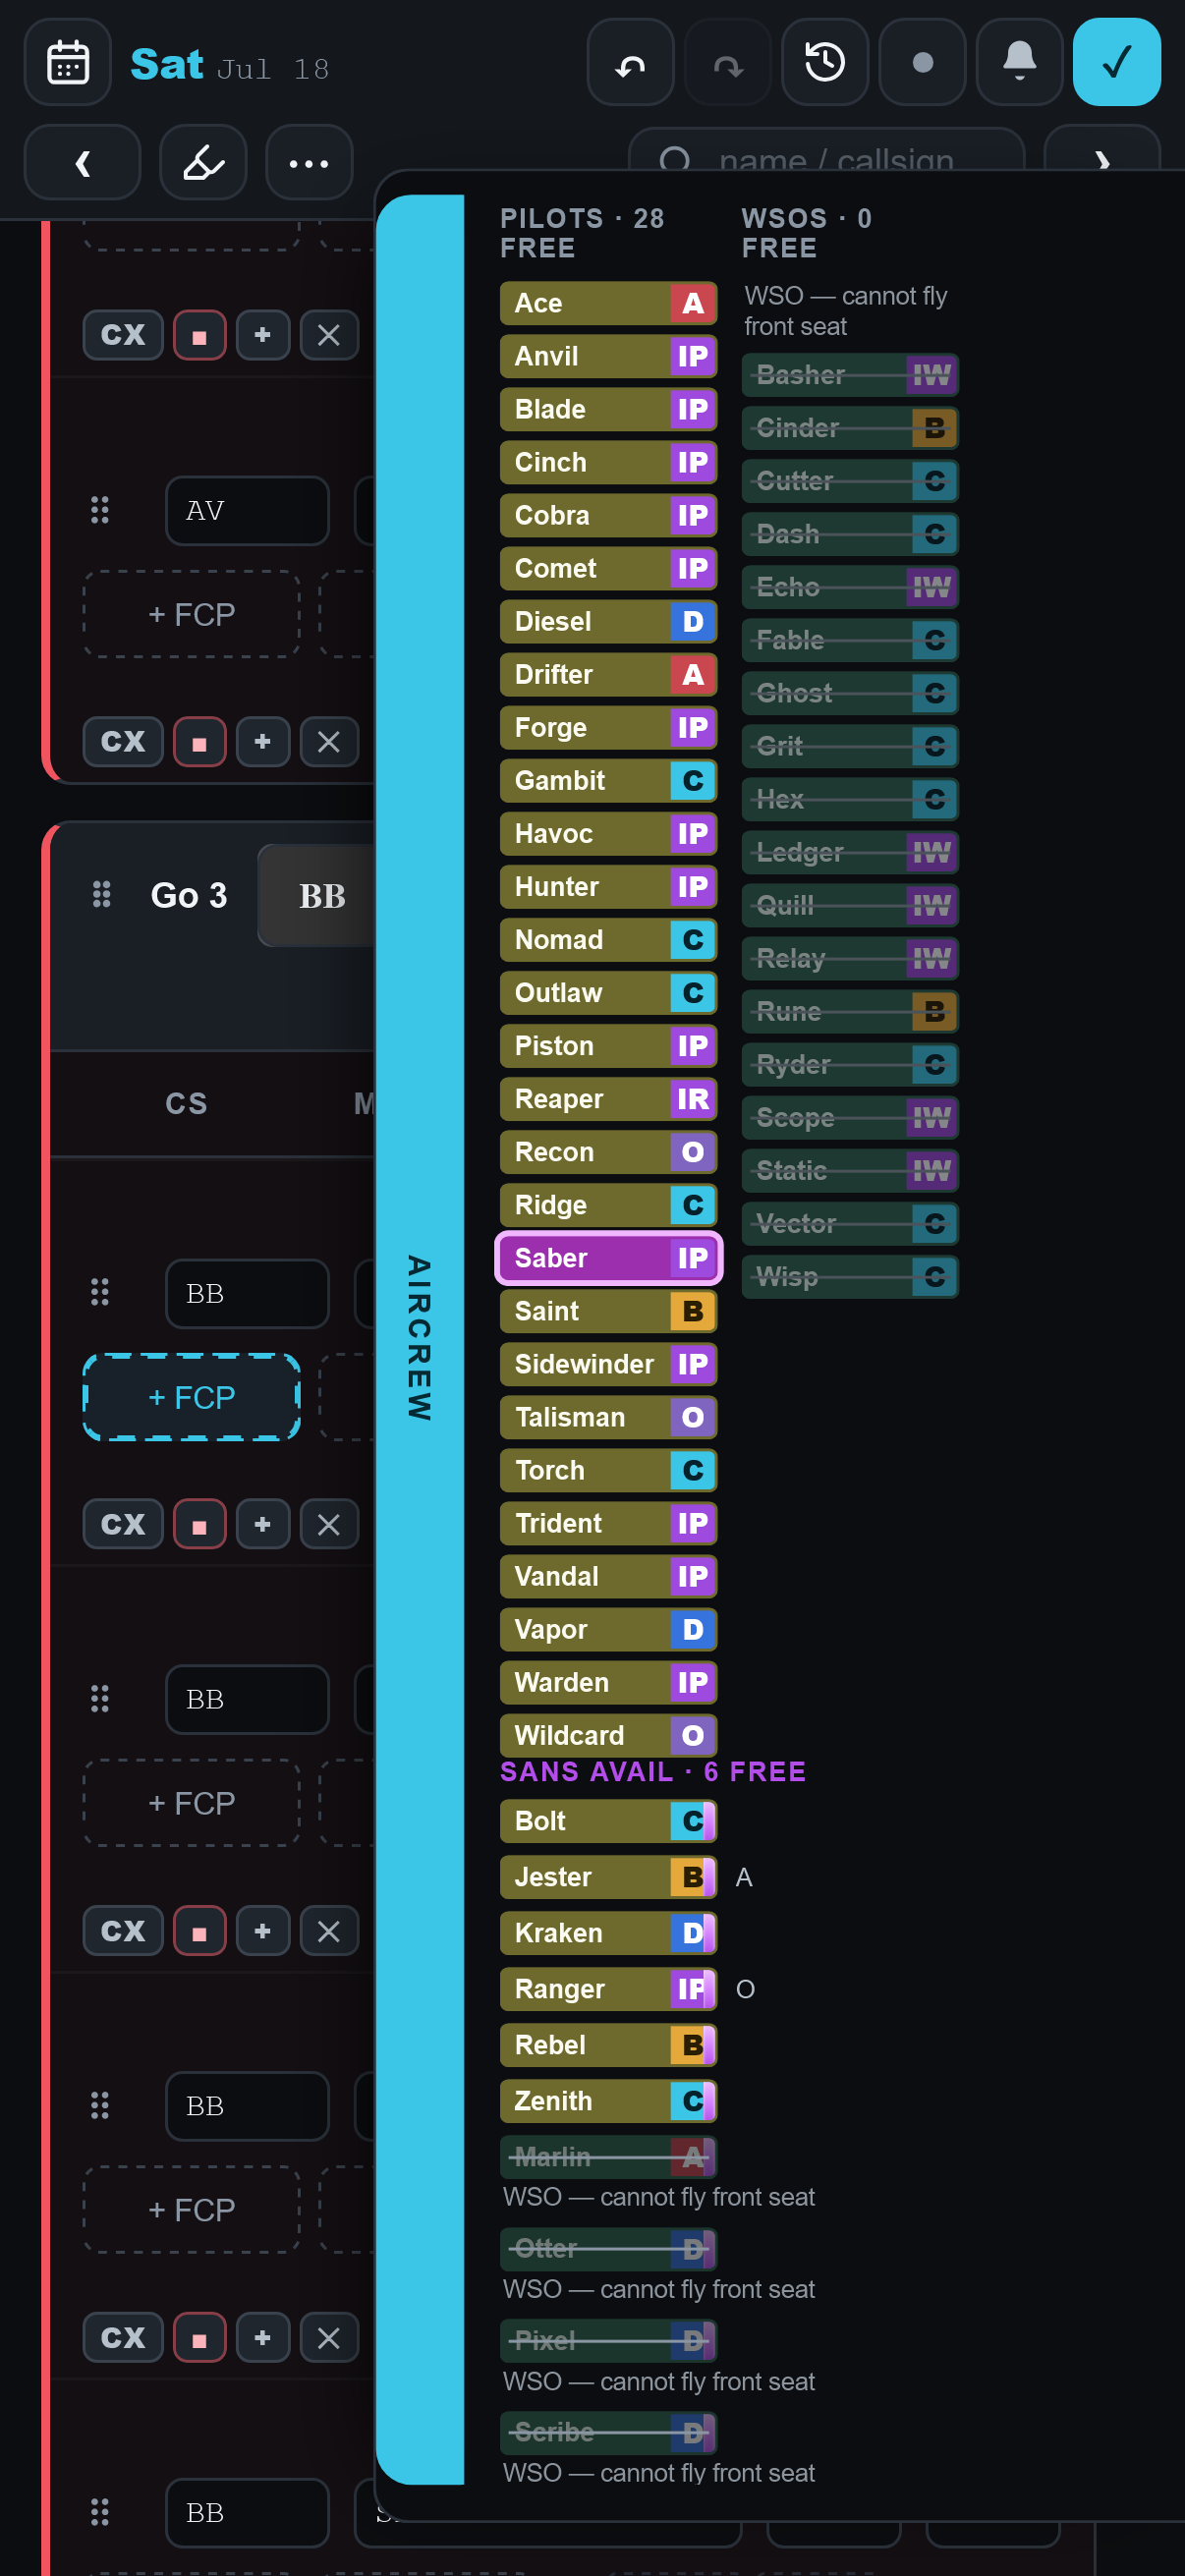 Sat Jul 18
name / callsign
CX
AV
+ FCP
CX
Go 3 BB
CS
BB
+ FCP
CX
BB
+ FCP
CX
BB
+ FCP
CX
BB
AIRCREW
PILOTS · 28
FREE
Ace A
Anvil IP
Blade IP
Cinch IP
Cobra IP
Comet IP
Diesel D
Drifter A
Forge IP
Gambit C
Havoc IP
Hunter IP
Nomad C
Outlaw C
Piston IP
Reaper IR
Recon O
Ridge C
Saber IP
Saint B
Sidewinder IP
Talisman O
Torch C
Trident IP
Vandal IP
Vapor D
Warden IP
Wildcard O
WSOS · 0
FREE
WSO — cannot fly
front seat
Basher IW
Cinder B
Cutter C
Dash C
Echo IW
Fable C
Ghost C
Grit C
Hex C
Ledger IW
Quill IW
Relay IW
Rune B
Ryder C
Scope IW
Static IW
Vector C
Wisp C
SANS AVAIL · 6 FREE
Bolt C
Jester B A
Kraken D
Ranger IP O
Rebel B
Zenith C
Marlin A
WSO — cannot fly front seat
Otter D
WSO — cannot fly front seat
Pixel D
WSO — cannot fly front seat
Scribe D
WSO — cannot fly front seat